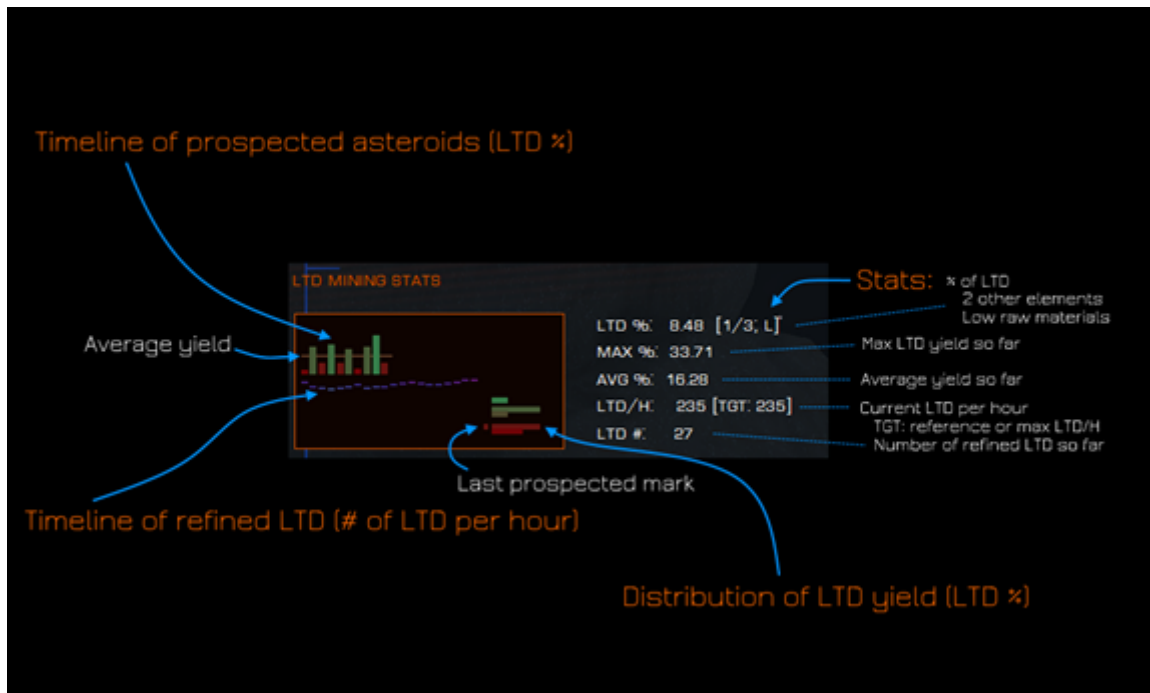 Timeline of prospected asteroids (LTD %)
LTD MINING STATS
Stats: % of LTD
2 other elements
Low raw materials
LTD %: 8.48 [1/3; L]
Average yield
MAX %: 33.71
Max LTD yield so far
AVG %: 16.28
Average yield so far
LTD/H: 235 [TGT: 235]
Current LTD per hour
TGT: reference or max LTD/H
LTD #: 27
Number of refined LTD so far
Last prospected mark
Timeline of refined LTD (# of LTD per hour)
Distribution of LTD yield (LTD %)